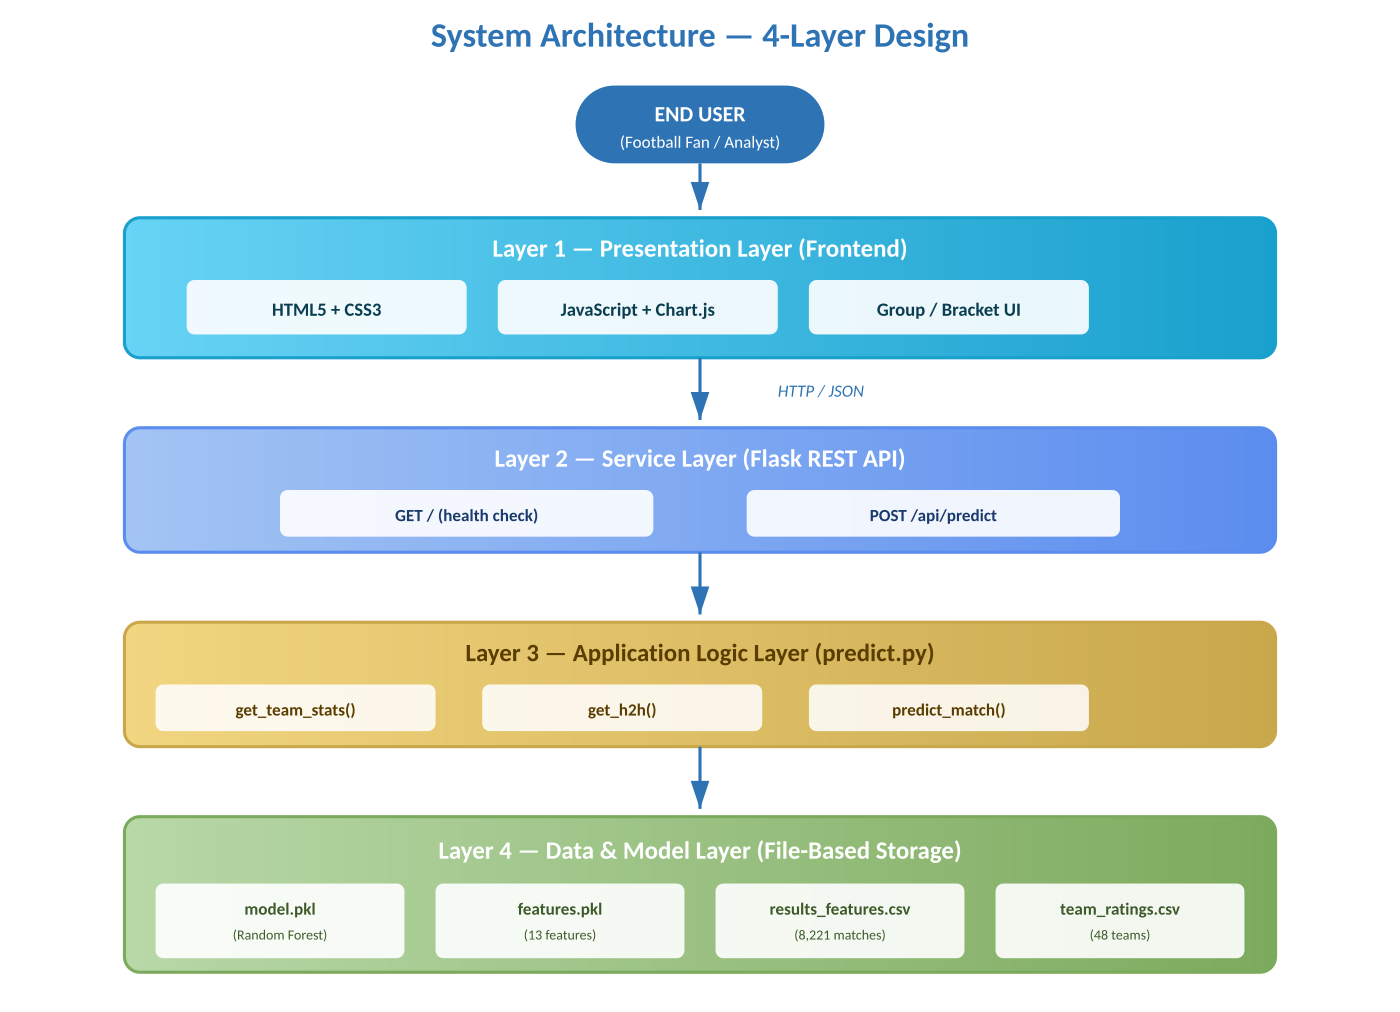 System Architecture — 4-Layer Design
END USER
(Football Fan / Analyst)
Layer 1 — Presentation Layer (Frontend)
HTML5 + CSS3
JavaScript + Chart.js
Group / Bracket UI
HTTP / JSON
Layer 2 — Service Layer (Flask REST API)
GET / (health check)
POST /api/predict
Layer 3 — Application Logic Layer (predict.py)
get_team_stats()
get_h2h()
predict_match()
Layer 4 — Data & Model Layer (File-Based Storage)
model.pkl
(Random Forest)
features.pkl
(13 features)
results_features.csv
(8,221 matches)
team_ratings.csv
(48 teams)